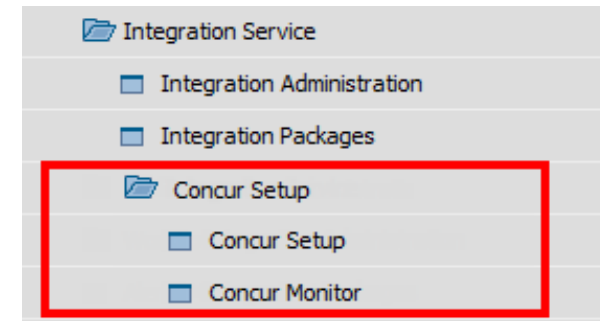 Integration Service
Integration Administration
Integration Packages
Concur Setup
Concur Setup
Concur Monitor